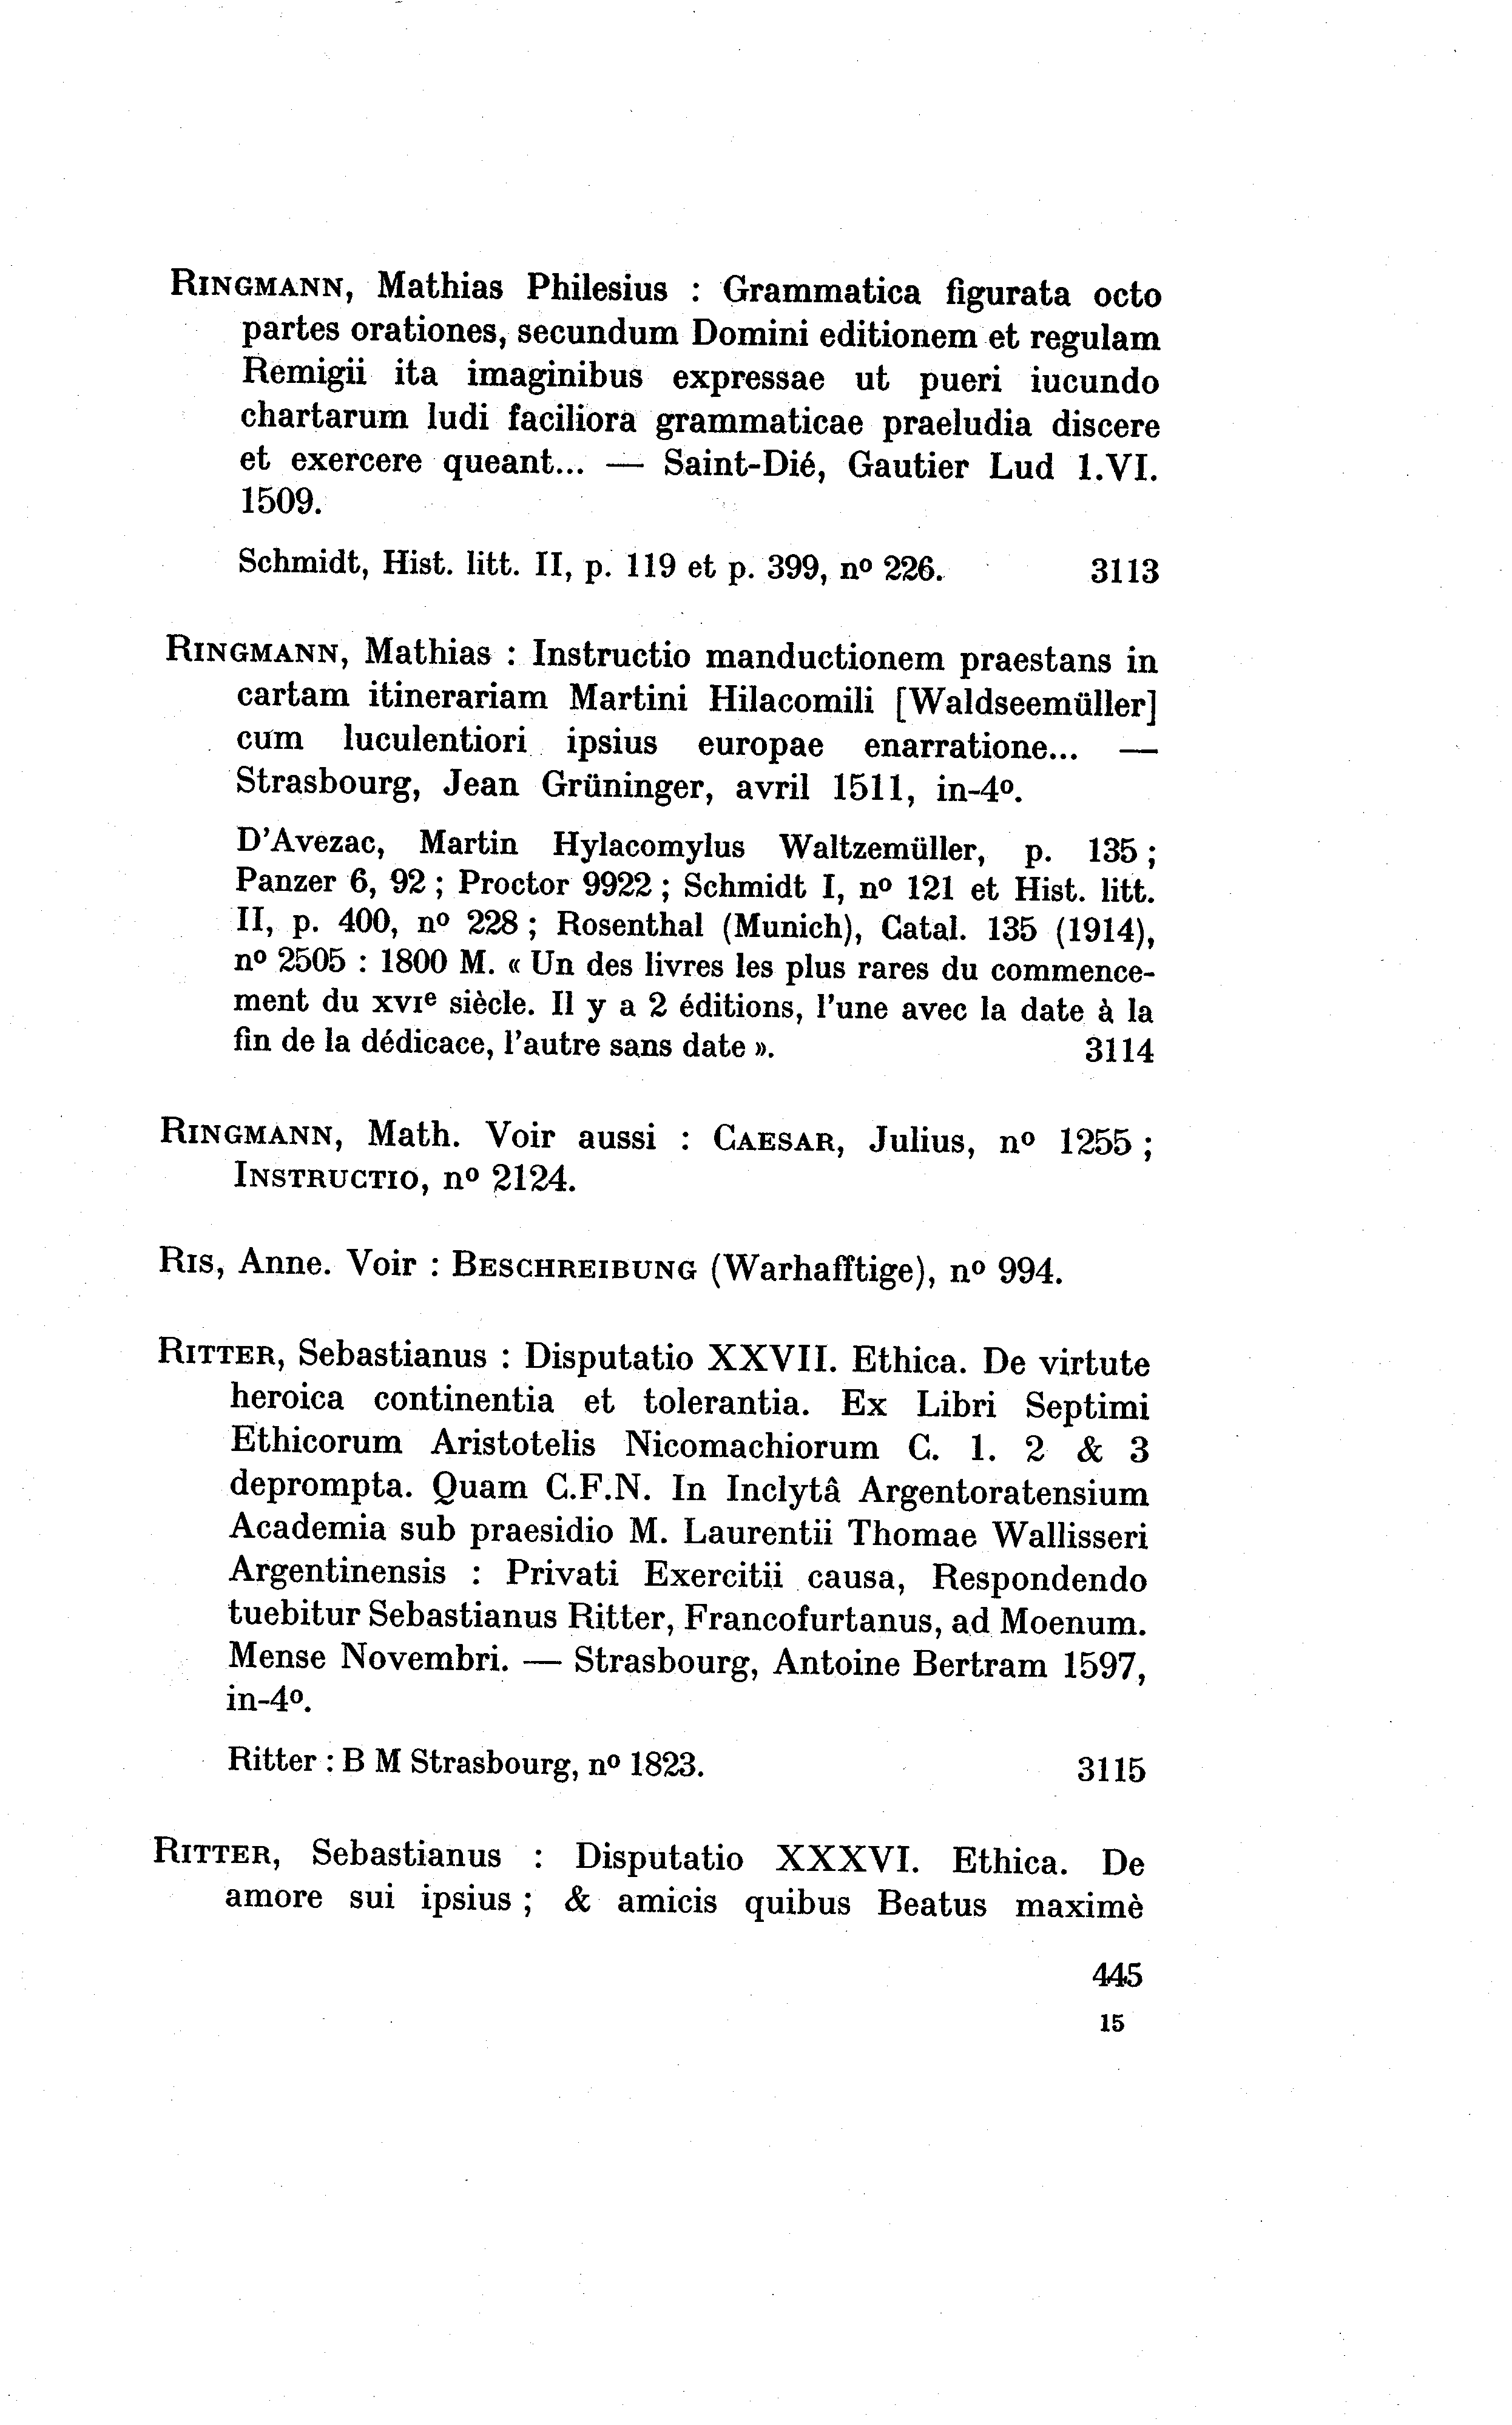 RINGMANN, Mathias Philesius : Grammatica figurata octo
partes orationes, secundum Domini editionem et regulam
Remigii ita imaginibus expressae ut pueri iucundo
chartarum ludi faciliora grammaticae praeludia discere
et exercere queant... — Saint-Dié, Gautier Lud 1.VI.
1509.
Schmidt, Hist. litt. II, p. 119 et p. 399, nº 226. 3113
RINGMANN, Mathias : Instructio manductionem praestans in
cartam itinerariam Martini Hilacomili [Waldseemüller]
cum luculentiori ipsius europae enarratione... —
Strasbourg, Jean Grüninger, avril 1511, in-4º.
D'Avezac, Martin Hylacomylus Waltzemüller, p. 135 ;
Panzer 6, 92 ; Proctor 9922 ; Schmidt I, nº 121 et Hist. litt.
II, p. 400, nº 228 ; Rosenthal (Munich), Catal. 135 (1914),
nº 2505 : 1800 M. « Un des livres les plus rares du commence-
ment du XVIe siècle. Il y a 2 éditions, l'une avec la date à la
fin de la dédicace, l'autre sans date ». 3114
RINGMANN, Math. Voir aussi : CAESAR, Julius, nº 1255 ;
INSTRUCTIO, nº 2124.
RIS, Anne. Voir : BESCHREIBUNG (Warhafftige), nº 994.
RITTER, Sebastianus : Disputatio XXVII. Ethica. De virtute
heroica continentia et tolerantia. Ex Libri Septimi
Ethicorum Aristotelis Nicomachiorum C. 1. 2 & 3
deprompta. Quam C.F.N. In Inclytâ Argentoratensium
Academia sub praesidio M. Laurentii Thomae Wallisseri
Argentinensis : Privati Exercitii causa, Respondendo
tuebitur Sebastianus Ritter, Francofurtanus, ad Moenum.
Mense Novembri. — Strasbourg, Antoine Bertram 1597,
in-4º.
Ritter : B M Strasbourg, nº 1823. 3115
RITTER, Sebastianus : Disputatio XXXVI. Ethica. De
amore sui ipsius ; & amicis quibus Beatus maximè
445
15